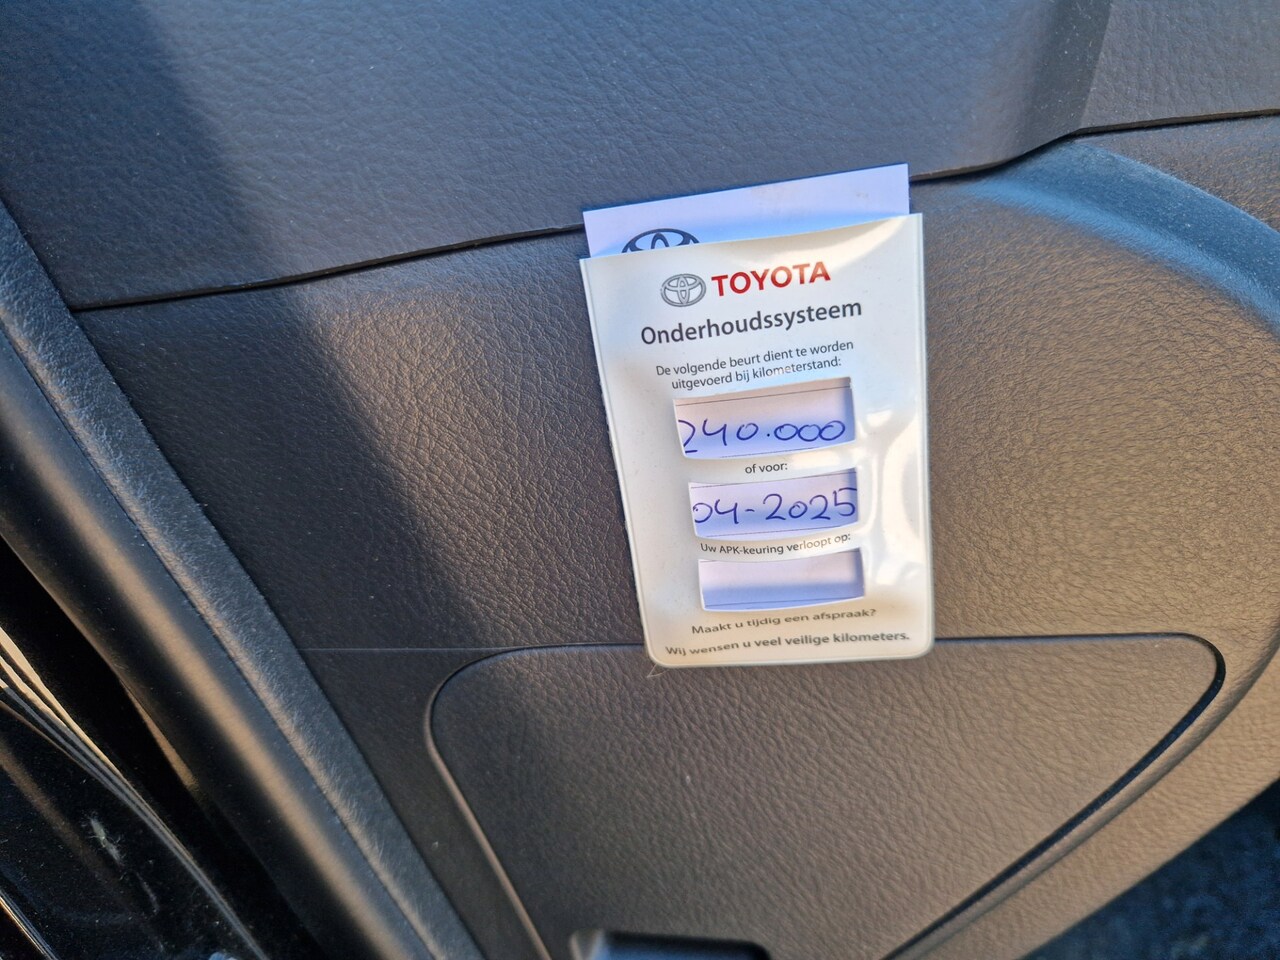 TOYOTA
Onderhoudssysteem
De volgende beurt dient te worden
uitgevoerd bij kilometerstand:
240.000
of voor:
04-2025
Uw APK-keuring verloopt op:
Maakt u tijdig een afspraak?
Wij wensen u veel veilige kilometers.